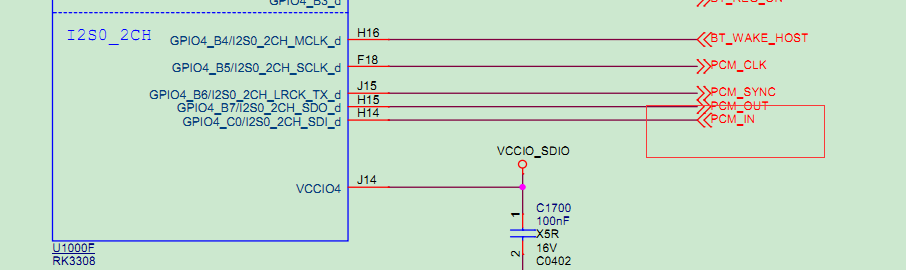 GPIO4_B3_d
BT_REG_ON
I2S0_2CH
GPIO4_B4/I2S0_2CH_MCLK_d H16 BT_WAKE_HOST
GPIO4_B5/I2S0_2CH_SCLK_d F18 PCM_CLK
GPIO4_B6/I2S0_2CH_LRCK_TX_d J15 PCM_SYNC
GPIO4_B7/I2S0_2CH_SDO_d H15 PCM_OUT
GPIO4_C0/I2S0_2CH_SDI_d H14 PCM_IN
VCCIO_SDIO
VCCIO4 J14
1
C1700
100nF
X5R
16V
2
C0402
U1000F
RK3308